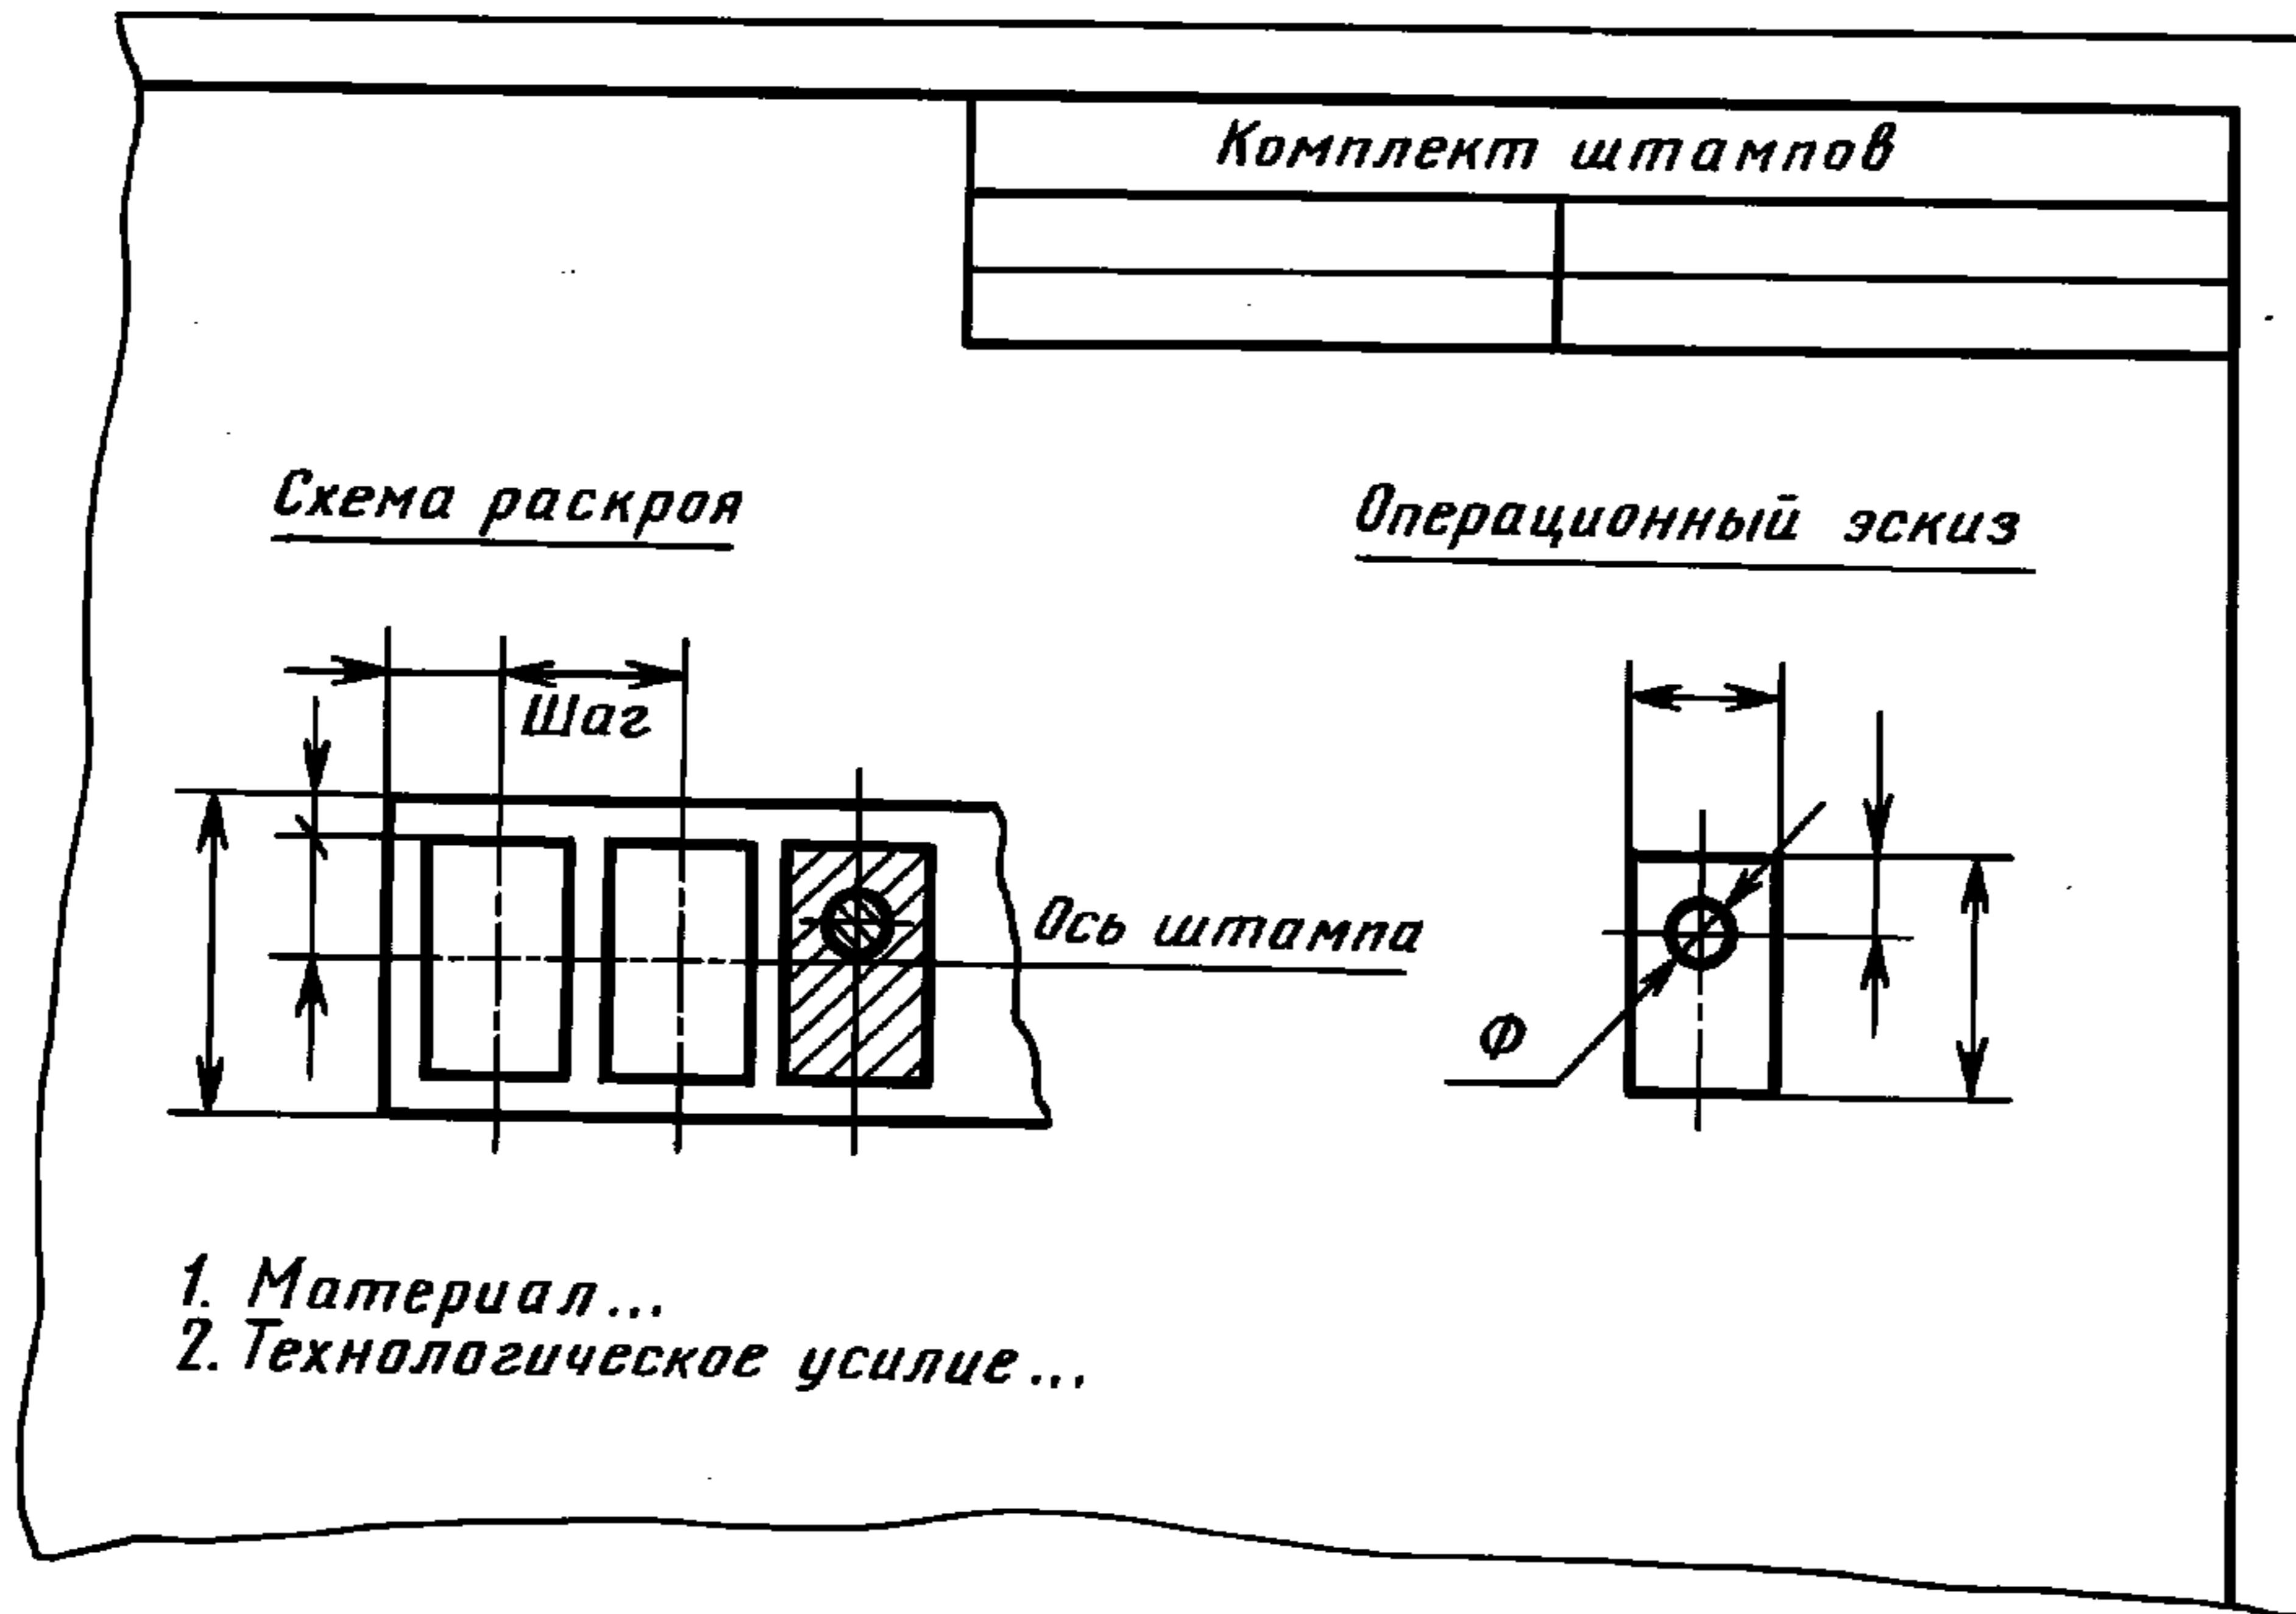 Комплект штампов
Схема раскроя
Операционный эскиз
Шаг
Ось штампа
Ф
1. Материал...
2. Технологическое усилие...